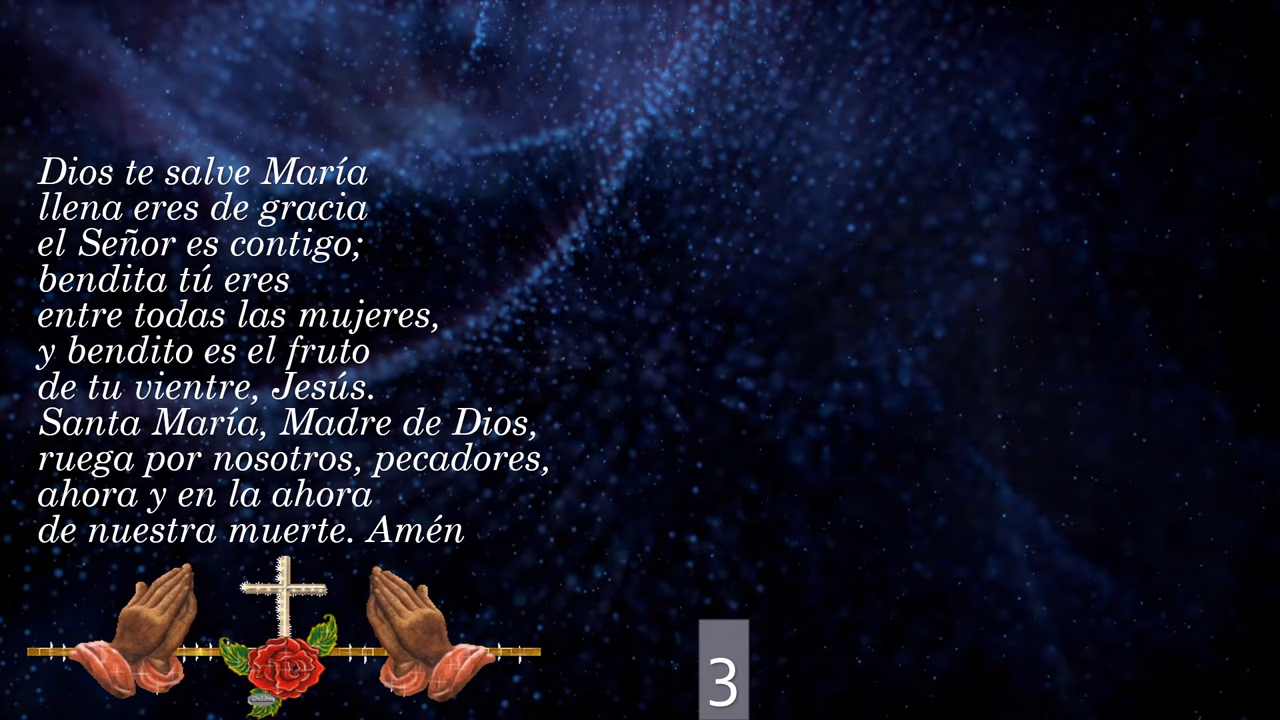 Dios te salve María
llena eres de gracia
el Señor es contigo;
bendita tú eres
entre todas las mujeres,
y bendito es el fruto
de tu vientre, Jesús.
Santa María, Madre de Dios,
ruega por nosotros, pecadores,
ahora y en la ahora
de nuestra muerte. Amén
3